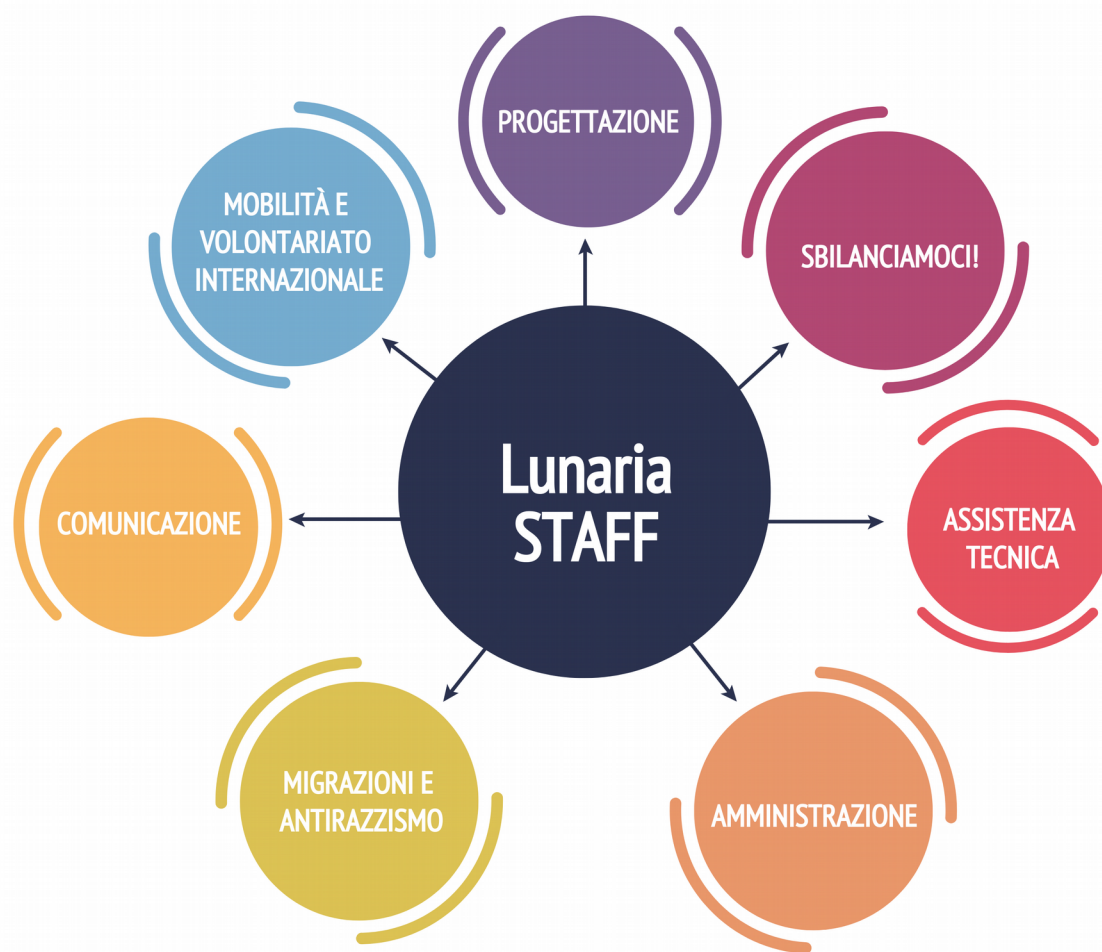 PROGETTAZIONE
MOBILITÀ E
VOLONTARIATO
INTERNAZIONALE
SBILANCIAMOCI!
Lunaria
STAFF
COMUNICAZIONE
ASSISTENZA
TECNICA
MIGRAZIONI E
ANTIRAZZISMO
AMMINISTRAZIONE